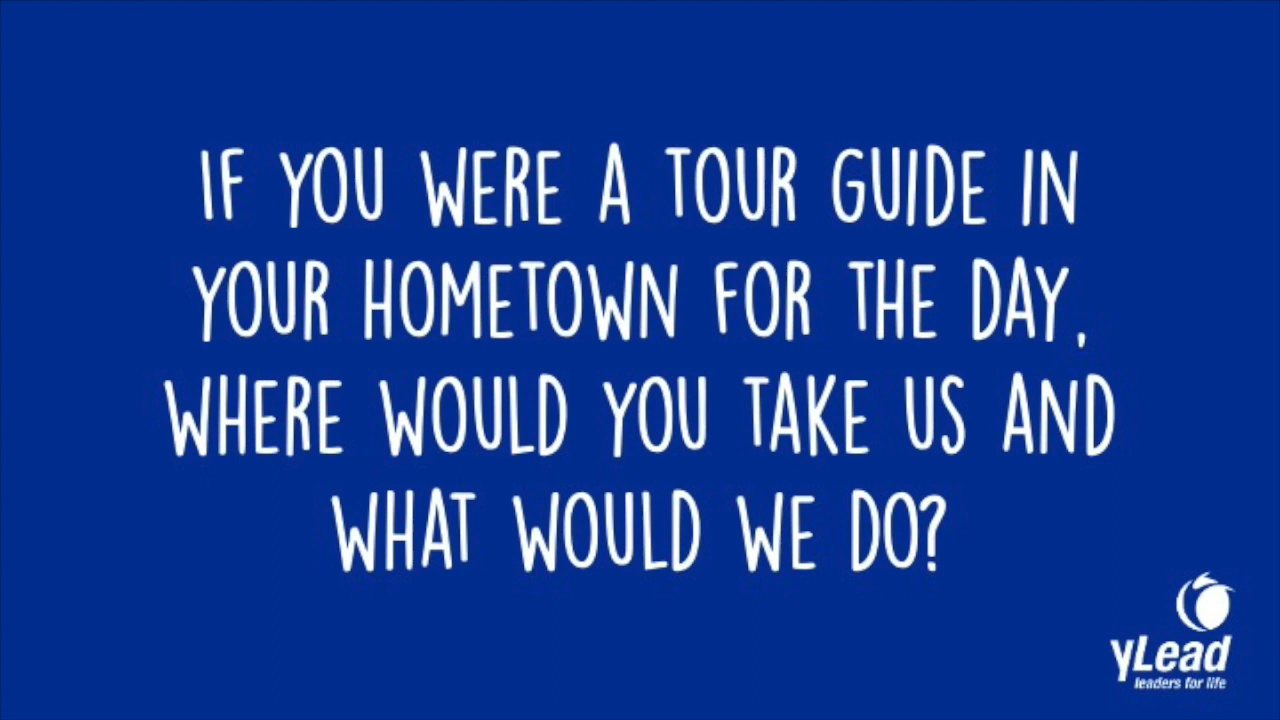 IF YOU WERE A TOUR GUIDE IN
YOUR HOMETOWN FOR THE DAY,
WHERE WOULD YOU TAKE US AND
WHAT WOULD WE DO?
yLead
leaders for life